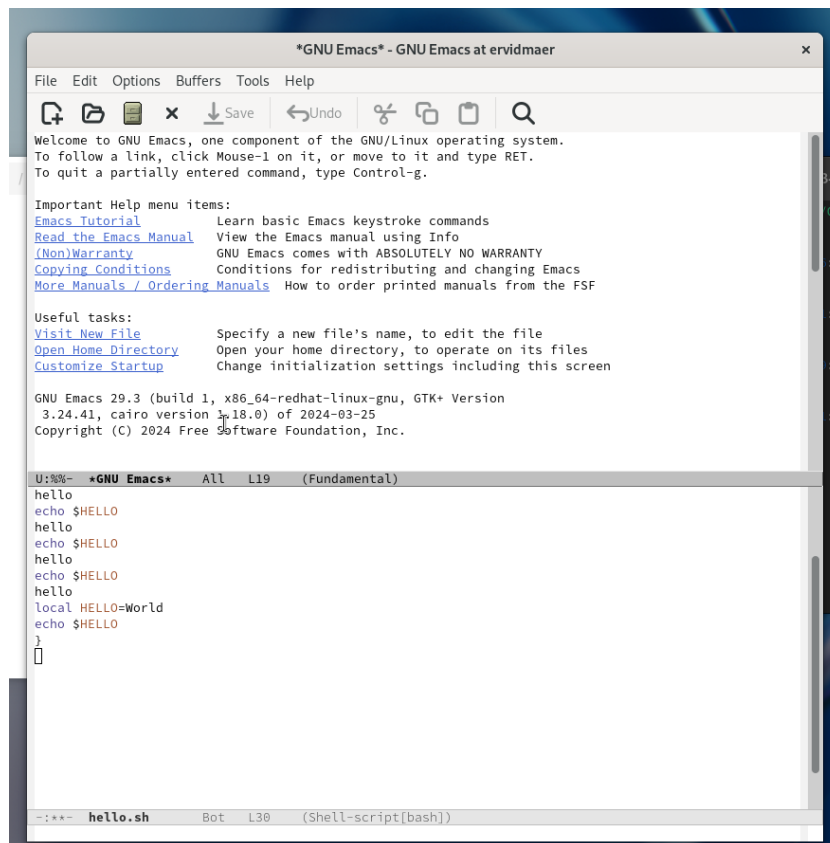 *GNU Emacs* - GNU Emacs at ervidmaer
File Edit Options Buffers Tools Help
Save Undo
Welcome to GNU Emacs, one component of the GNU/Linux operating system.
To follow a link, click Mouse-1 on it, or move to it and type RET.
To quit a partially entered command, type Control-g.
Important Help menu items:
Emacs Tutorial Learn basic Emacs keystroke commands
Read the Emacs Manual View the Emacs manual using Info
(Non)Warranty GNU Emacs comes with ABSOLUTELY NO WARRANTY
Copying Conditions Conditions for redistributing and changing Emacs
More Manuals / Ordering Manuals How to order printed manuals from the FSF
Useful tasks:
Visit New File Specify a new file’s name, to edit the file
Open Home Directory Open your home directory, to operate on its files
Customize Startup Change initialization settings including this screen
GNU Emacs 29.3 (build 1, x86_64-redhat-linux-gnu, GTK+ Version
3.24.41, cairo version 1.18.0) of 2024-03-25
Copyright (C) 2024 Free Software Foundation, Inc.
U:%%- *GNU Emacs* All L19 (Fundamental)
hello
echo $HELLO
hello
echo $HELLO
hello
echo $HELLO
hello
local HELLO=World
echo $HELLO
}
-:**- hello.sh Bot L30 (Shell-script[bash])